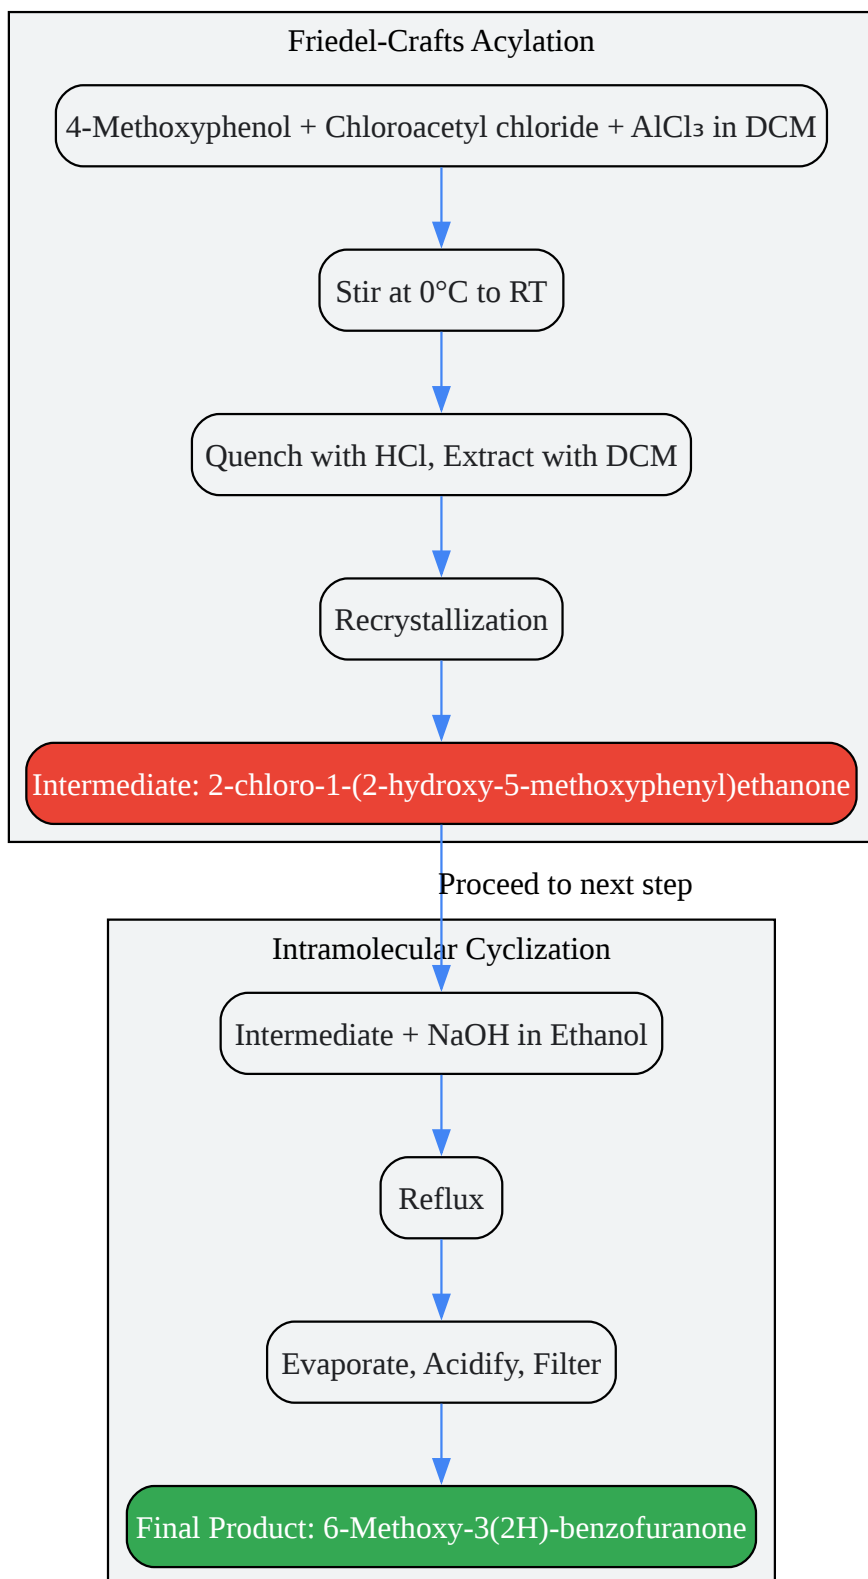 Friedel-Crafts Acylation
4-Methoxyphenol + Chloroacetyl chloride + AlCl₃ in DCM
Stir at 0°C to RT
Quench with HCl, Extract with DCM
Recrystallization
Intermediate: 2-chloro-1-(2-hydroxy-5-methoxyphenyl)ethanone
Proceed to next step
Intramolecular Cyclization
Intermediate + NaOH in Ethanol
Reflux
Evaporate, Acidify, Filter
Final Product: 6-Methoxy-3(2H)-benzofuranone